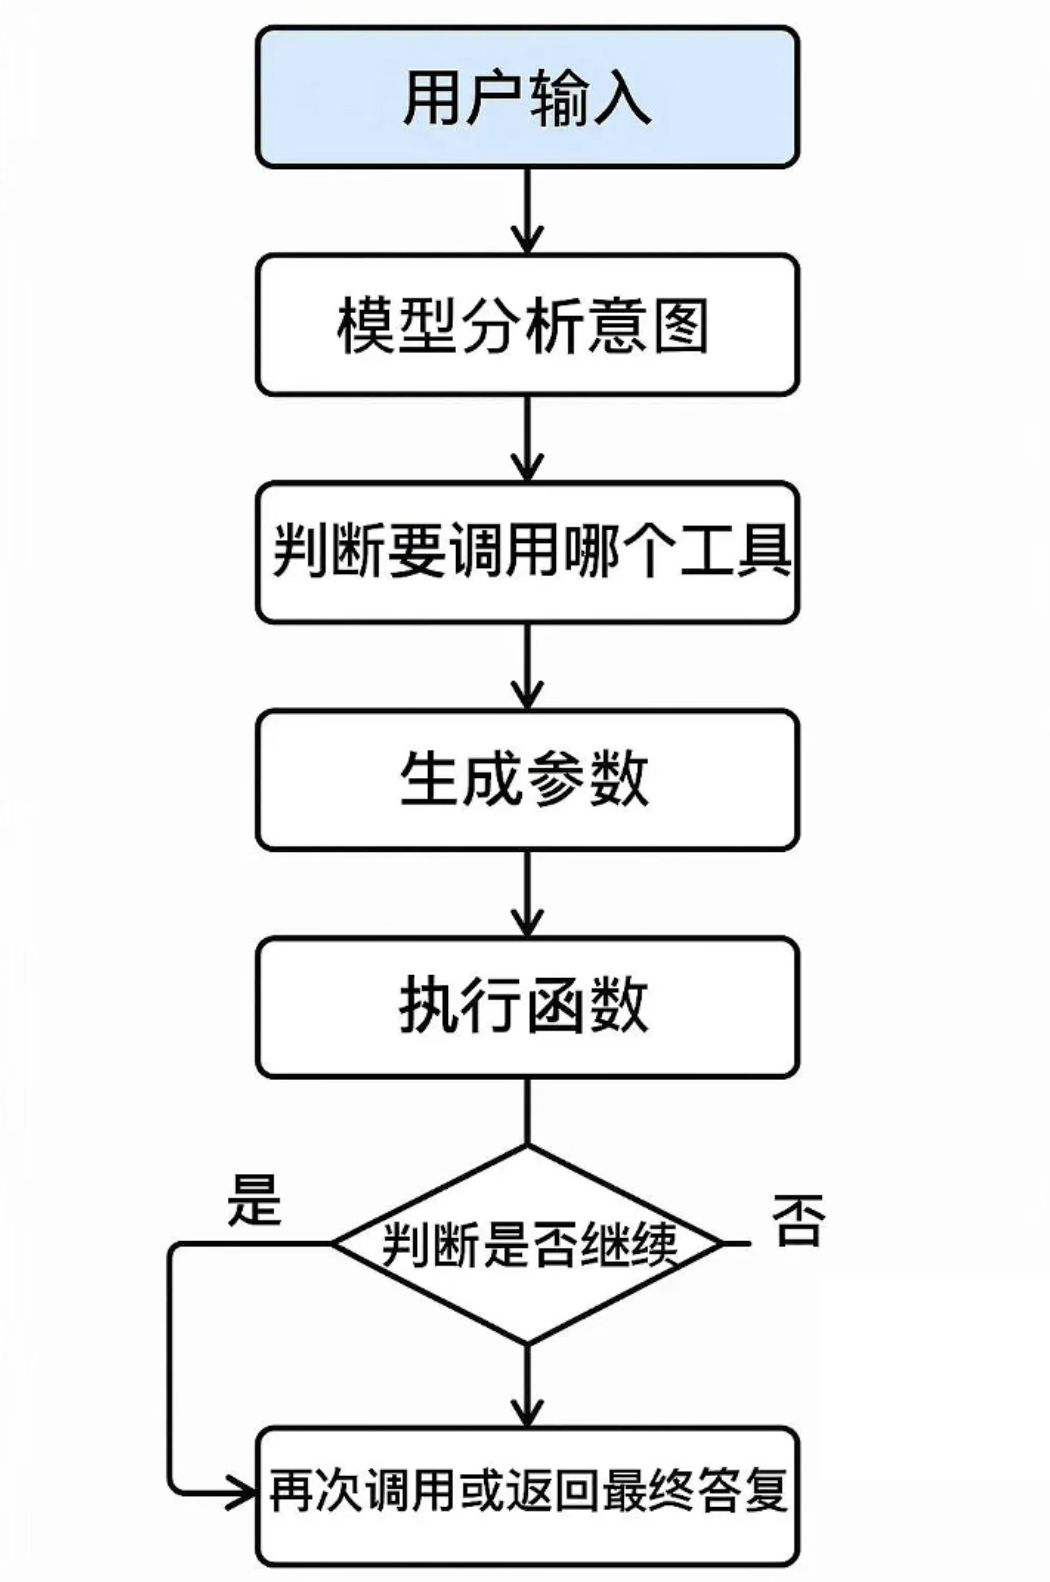 用户输入
模型分析意图
判断要调用哪个工具
生成参数
执行函数
是
判断是否继续
否
再次调用或返回最终答复